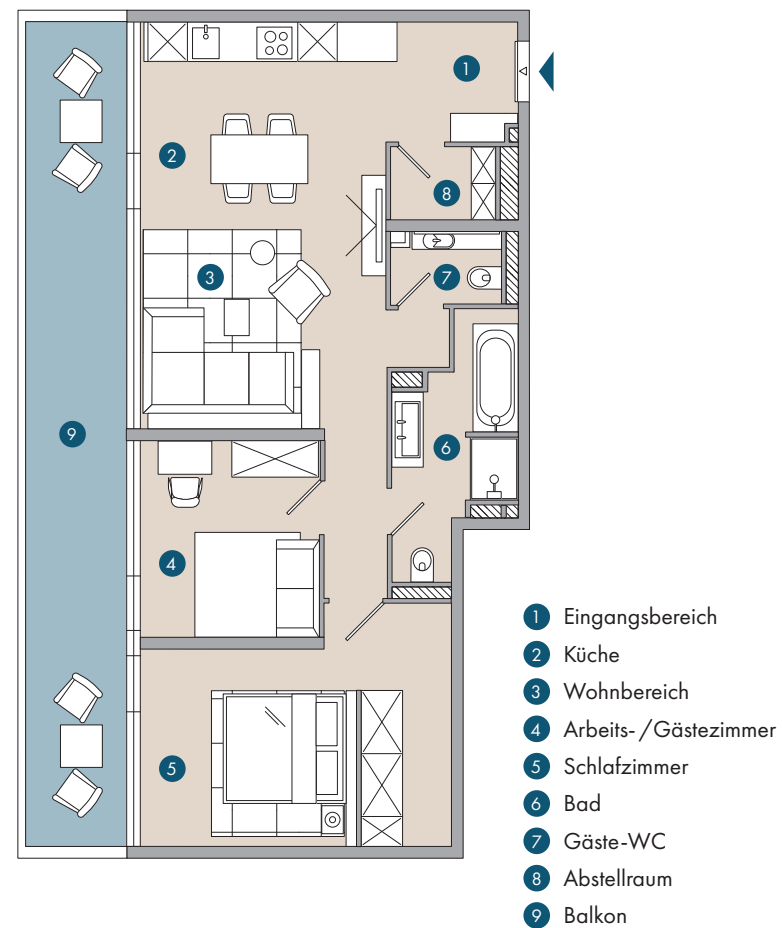 1
2
8
3
7
9
6
4
5
1 Eingangsbereich
2 Küche
3 Wohnbereich
4 Arbeits-/Gästezimmer
5 Schlafzimmer
6 Bad
7 Gäste-WC
8 Abstellraum
9 Balkon